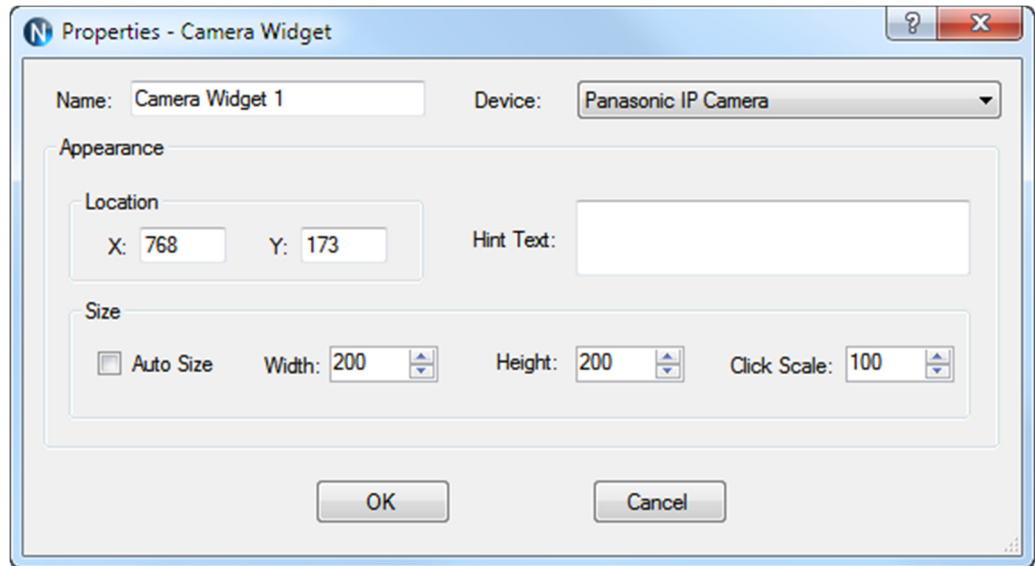 N Properties - Camera Widget ? X
Name: Camera Widget 1 Device: Panasonic IP Camera
Appearance
Location
X: 768 Y: 173 Hint Text:
Size
Auto Size Width: 200 Height: 200 Click Scale: 100
OK Cancel